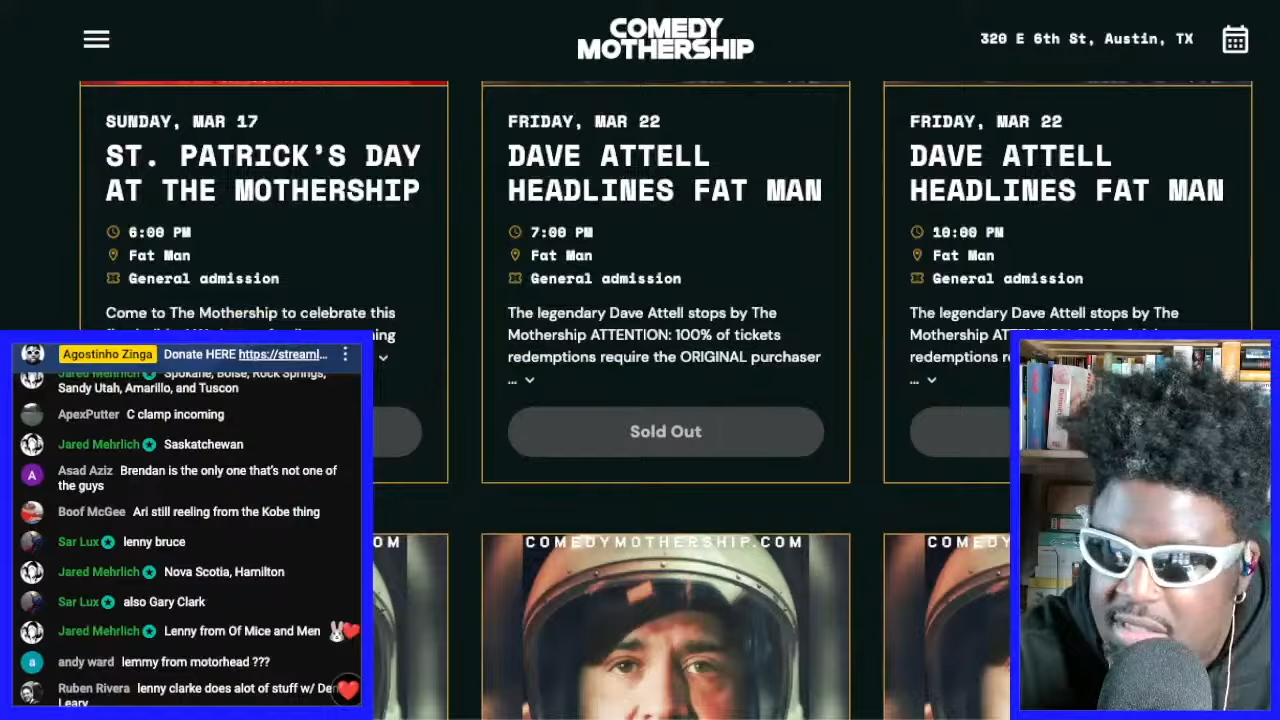 COMEDY
MOTHERSHIP
320 E 6th St, Austin, TX
SUNDAY, MAR 17
ST. PATRICK'S DAY
AT THE MOTHERSHIP
6:00 PM
Fat Man
General admission
Come to The Mothership to celebrate this
FRIDAY, MAR 22
DAVE ATTELL
HEADLINES FAT MAN
7:00 PM
Fat Man
General admission
The legendary Dave Attell stops by The
Mothership ATTENTION: 100% of tickets
redemptions require the ORIGINAL purchaser
...
Sold Out
FRIDAY, MAR 22
DAVE ATTELL
HEADLINES FAT MAN
10:00 PM
Fat Man
General admission
The legendary Dave Attell stops by The
Mothership ATTENTION: 100% of tickets
...
COMEDYMOTHERSHIP.COM
Agostinho Zinga Donate HERE https://streaml...
Jared Mehrlich Spokane, Boise, Rock Springs,
Sandy Utah, Amarillo, and Tuscon
ApexPutter C clamp incoming
Jared Mehrlich Saskatchewan
A
Asad Aziz Brendan is the only one that's not one of
the guys
Boof McGee Ari still reeling from the Kobe thing
Sar Lux lenny bruce
Jared Mehrlich Nova Scotia, Hamilton
Sar Lux also Gary Clark
Jared Mehrlich Lenny from Of Mice and Men
a
andy ward lemmy from motorhead ???
Ruben Rivera lenny clarke does alot of stuff w/
Leary